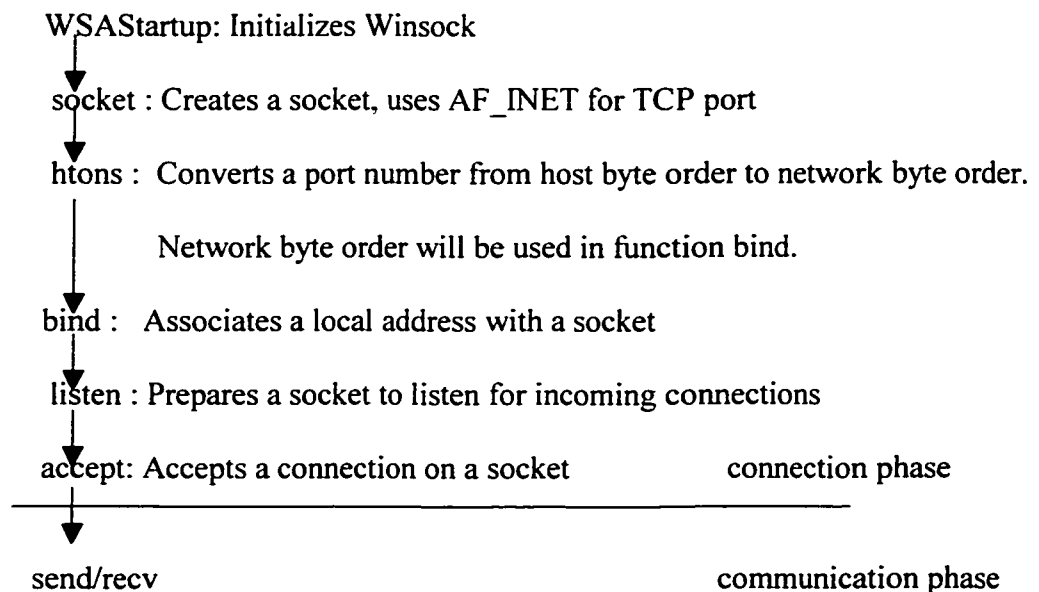 WSAStartup: Initializes Winsock
socket : Creates a socket, uses AF_INET for TCP port
htons : Converts a port number from host byte order to network byte order.
Network byte order will be used in function bind.
bind : Associates a local address with a socket
listen : Prepares a socket to listen for incoming connections
accept: Accepts a connection on a socket connection phase
send/recv communication phase